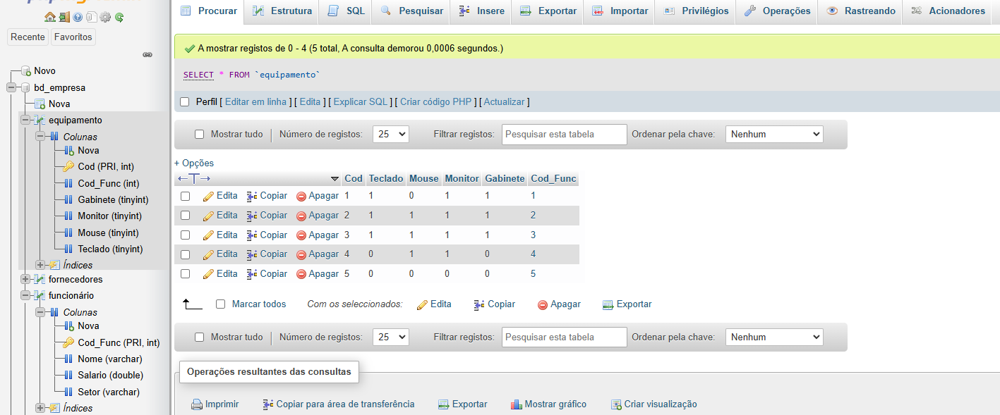 Procurar Estrutura SQL Pesquisar Insere Exportar Importar Privilégios Operações Rastreando Acionadores
Recente Favoritos
Novo
bd_empresa
Nova
equipamento
Colunas
Nova
Cod (PRI, int)
Cod_Func (int)
Gabinete (tinyint)
Monitor (tinyint)
Mouse (tinyint)
Teclado (tinyint)
Índices
fornecedores
funcionário
Colunas
Nova
Cod_Func (PRI, int)
Nome (varchar)
Salario (double)
Setor (varchar)
Índices
A mostrar registos de 0 - 4 (5 total, A consulta demorou 0,0006 segundos.)
SELECT * FROM `equipamento`
Perfil [ Editar em linha ] [ Edita ] [ Explicar SQL ] [ Criar código PHP ] [ Actualizar ]
Mostrar tudo | Número de registos: 25 Filtrar registos: Pesquisar esta tabela Ordenar pela chave: Nenhum
+ Opções
←T→ Cod Teclado Mouse Monitor Gabinete Cod_Func
Edita Copiar Apagar 1 1 0 1 1 1
Edita Copiar Apagar 2 1 1 1 1 2
Edita Copiar Apagar 3 1 1 1 1 3
Edita Copiar Apagar 4 0 1 1 0 4
Edita Copiar Apagar 5 0 0 0 0 5
Marcar todos Com os seleccionados: Edita Copiar Apagar Exportar
Mostrar tudo | Número de registos: 25 Filtrar registos: Pesquisar esta tabela Ordenar pela chave: Nenhum
Operações resultantes das consultas
Imprimir Copiar para área de transferência Exportar Mostrar gráfico Criar visualização